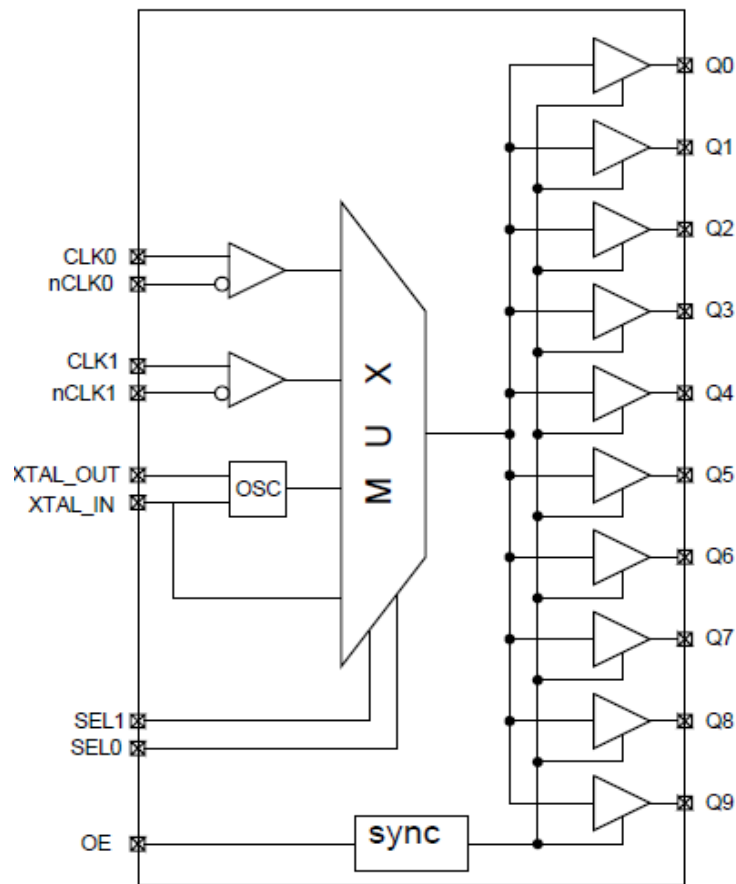 Q0
Q1
Q2
CLK0
nCLK0
Q3
CLK1
nCLK1
MUX
Q4
XTAL_OUT
XTAL_IN
OSC
Q5
Q6
Q7
SEL1
SEL0
Q8
Q9
OE
sync